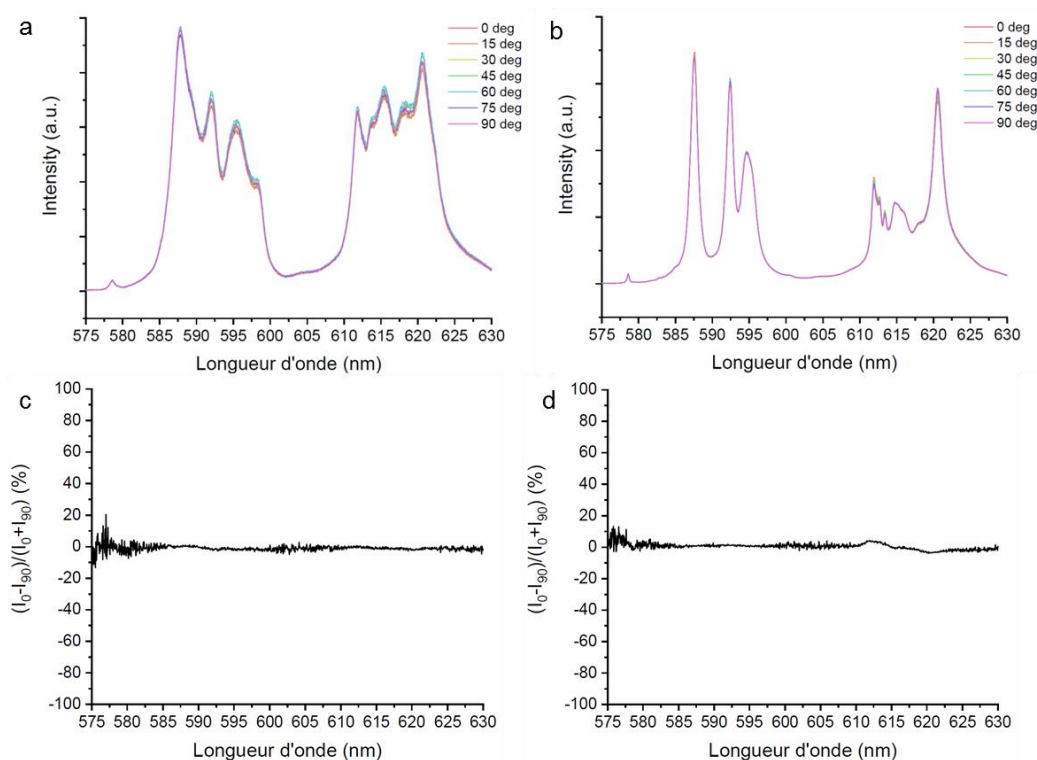 a
0 deg
15 deg
30 deg
45 deg
60 deg
75 deg
90 deg
Intensity (a.u.)
575 580 585 590 595 600 605 610 615 620 625 630
Longueur d'onde (nm)
b
0 deg
15 deg
30 deg
45 deg
60 deg
75 deg
90 deg
Intensity (a.u.)
575 580 585 590 595 600 605 610 615 620 625 630
Longueur d'onde (nm)
c
100
80
60
40
20
0
-20
-40
-60
-80
-100
(I₀-I₉₀)/(I₀+I₉₀) (%)
575 580 585 590 595 600 605 610 615 620 625 630
Longueur d'onde (nm)
d
100
80
60
40
20
0
-20
-40
-60
-80
-100
(I₀-I₉₀)/(I₀+I₉₀) (%)
575 580 585 590 595 600 605 610 615 620 625 630
Longueur d'onde (nm)